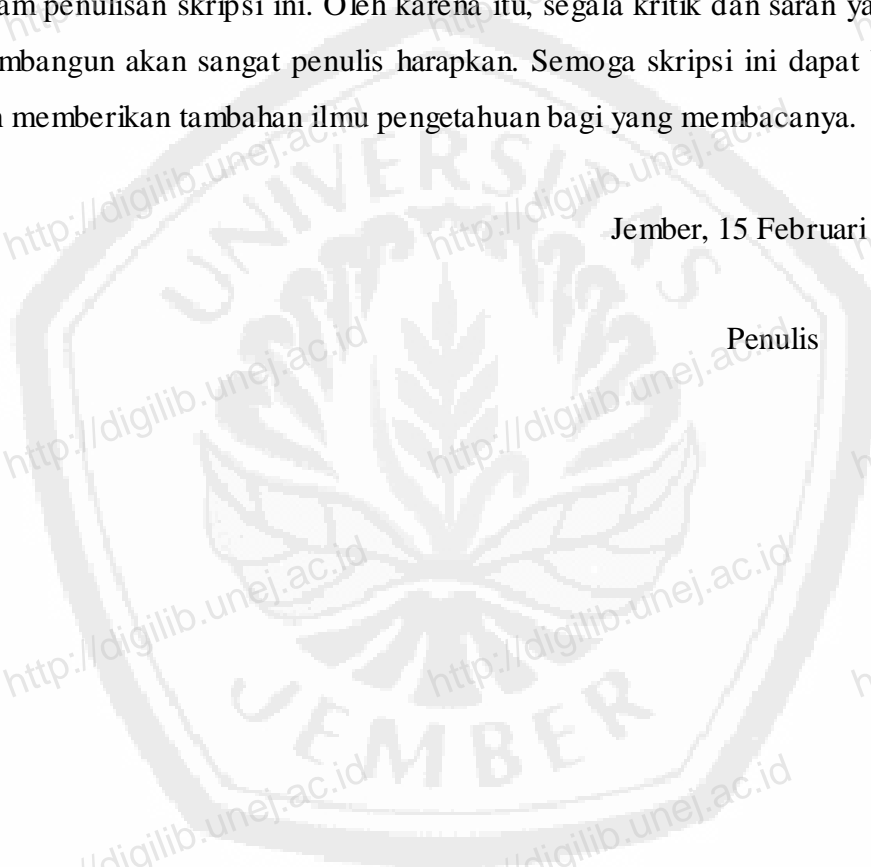 am penulisan skripsi ini. Oleh karena itu, segala kritik dan saran ya
mbangun akan sangat penulis harapkan. Semoga skripsi ini dapat
n memberikan tambahan ilmu pengetahuan bagi yang membacanya.
Jember, 15 Februari
Penulis
UNIVERSITAS
JEMBER
http://digilib.unej.ac.id
http://digilib.unej.ac.id
http://digilib.unej.ac.id
http://digilib.unej.ac.id
http://digilib.unej.ac.id
http://digilib.unej.ac.id
//digilib.unej.ac.id
//digilib.unej.ac.id